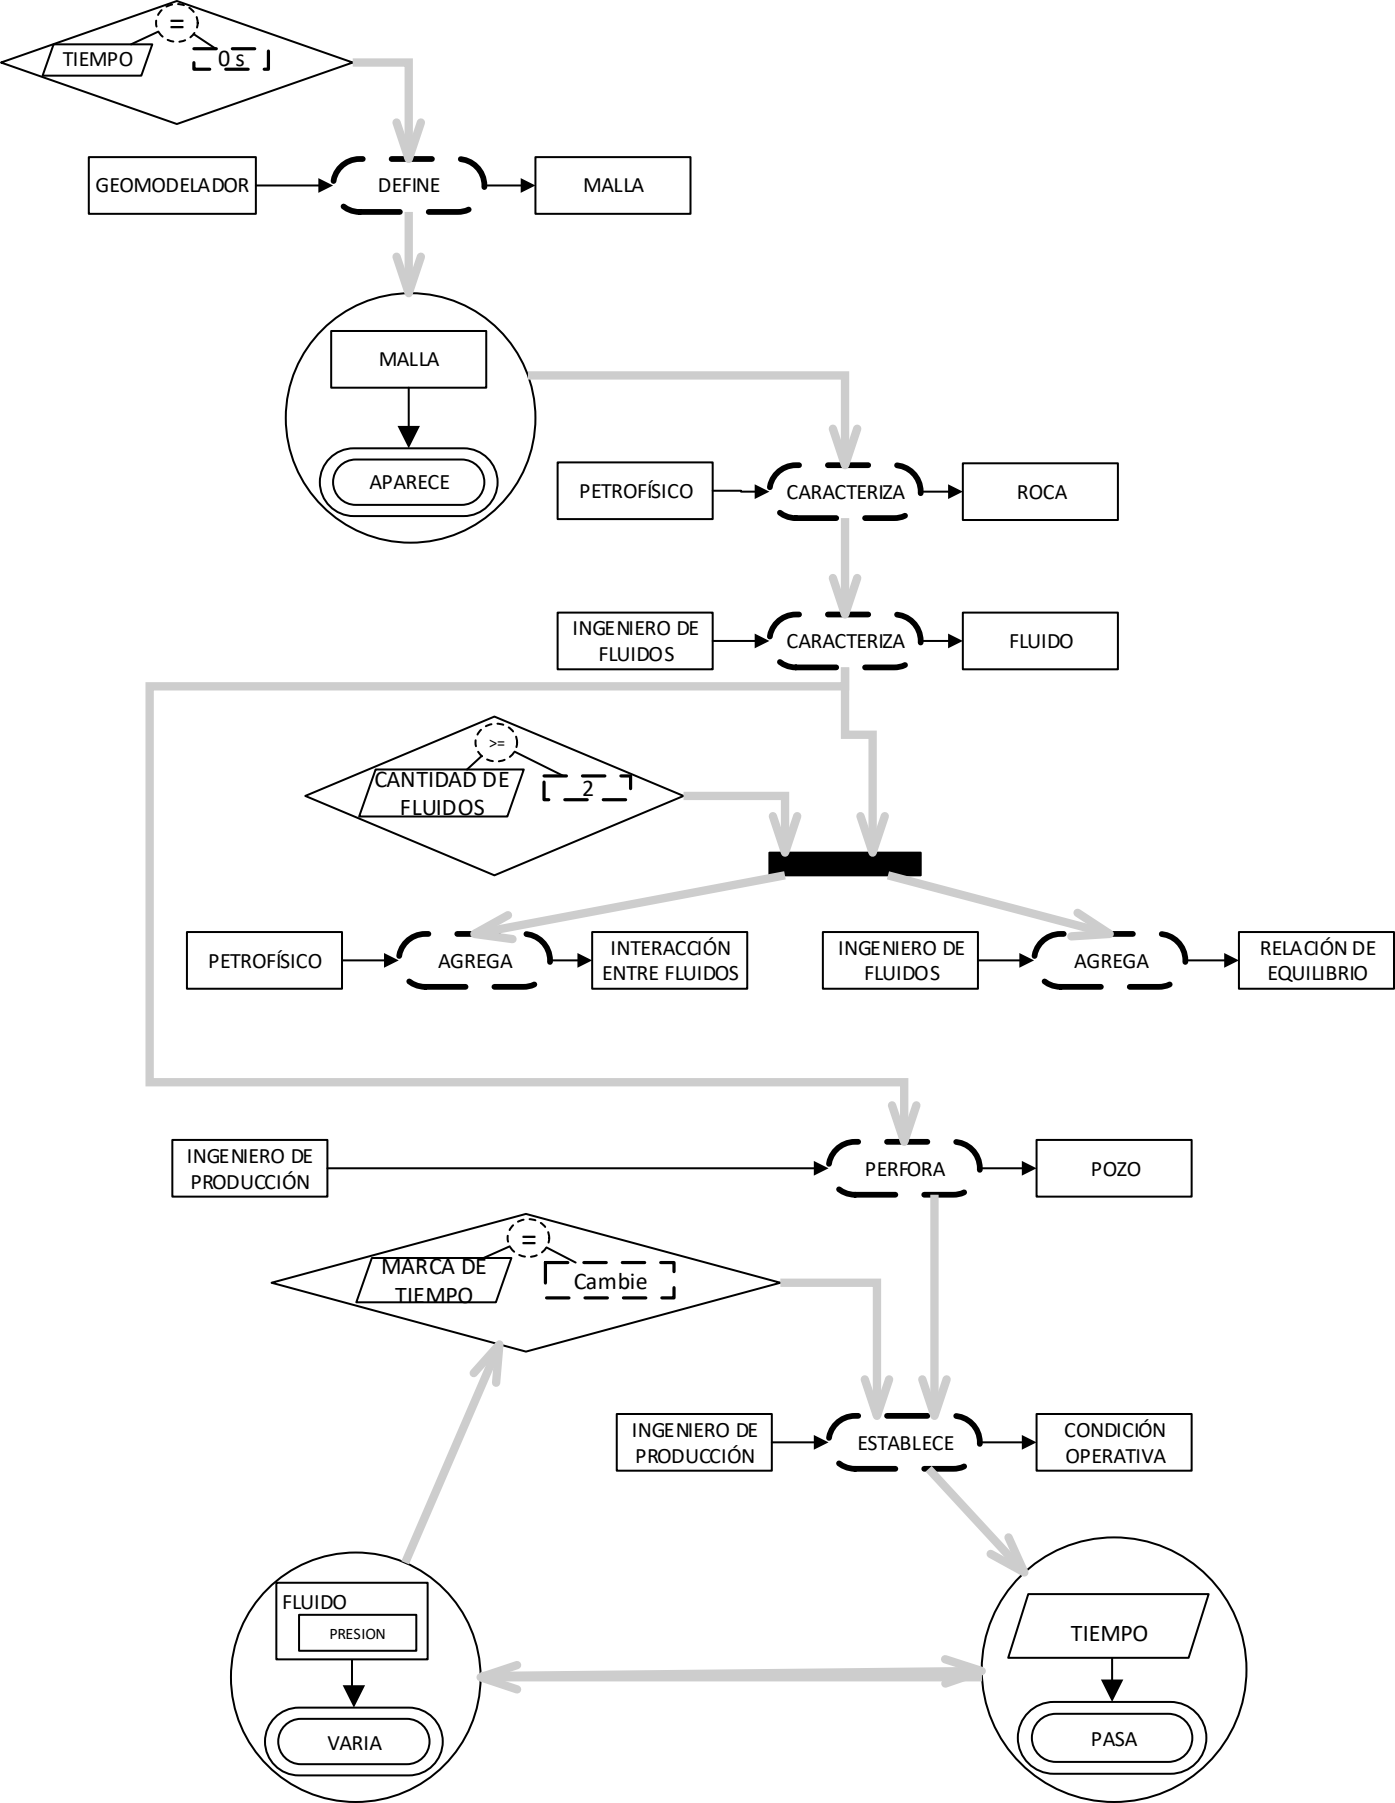 =
TIEMPO
0 s
GEOMODELADOR
DEFINE
MALLA
MALLA
APARECE
PETROFÍSICO
CARACTERIZA
ROCA
INGENIERO DE
FLUIDOS
CARACTERIZA
FLUIDO
>=
CANTIDAD DE
FLUIDOS
2
PETROFÍSICO
AGREGA
INTERACCIÓN
ENTRE FLUIDOS
INGENIERO DE
FLUIDOS
AGREGA
RELACIÓN DE
EQUILIBRIO
INGENIERO DE
PRODUCCIÓN
PERFORA
POZO
=
MARCA DE
TIEMPO
Cambie
INGENIERO DE
PRODUCCIÓN
ESTABLECE
CONDICIÓN
OPERATIVA
FLUIDO
PRESION
VARIA
TIEMPO
PASA